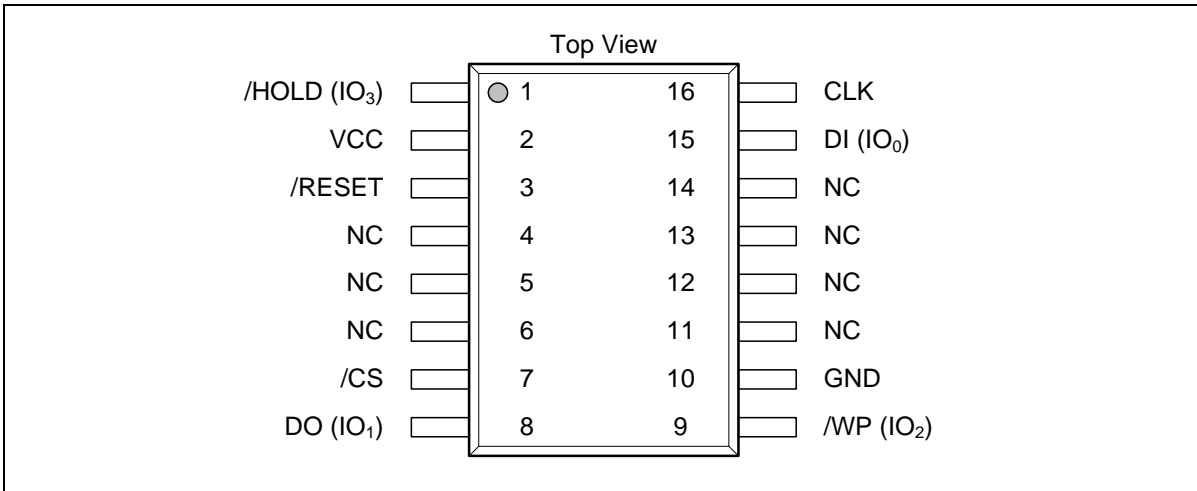 Top View
/HOLD (IO₃) 1 16 CLK
VCC 2 15 DI (IO₀)
/RESET 3 14 NC
NC 4 13 NC
NC 5 12 NC
NC 6 11 NC
/CS 7 10 GND
DO (IO₁) 8 9 /WP (IO₂)